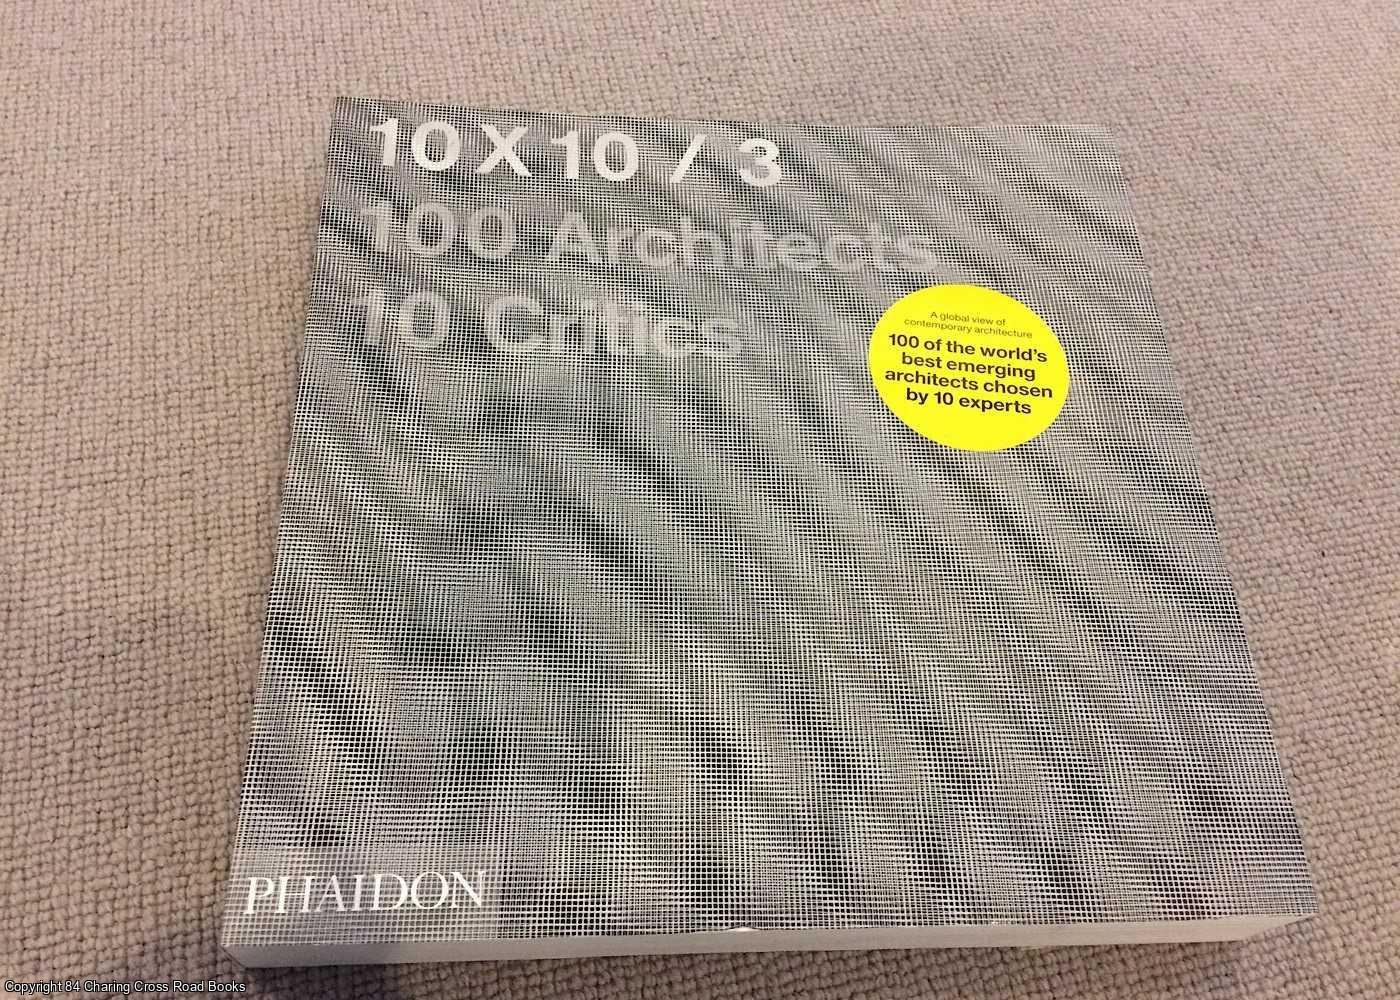 10 X 10 / 3
100 Architects
10 Critics
A global view of
contemporary architecture
100 of the world's
best emerging
architects chosen
by 10 experts
PHAIDON
Copyright 84 Charing Cross Road Books